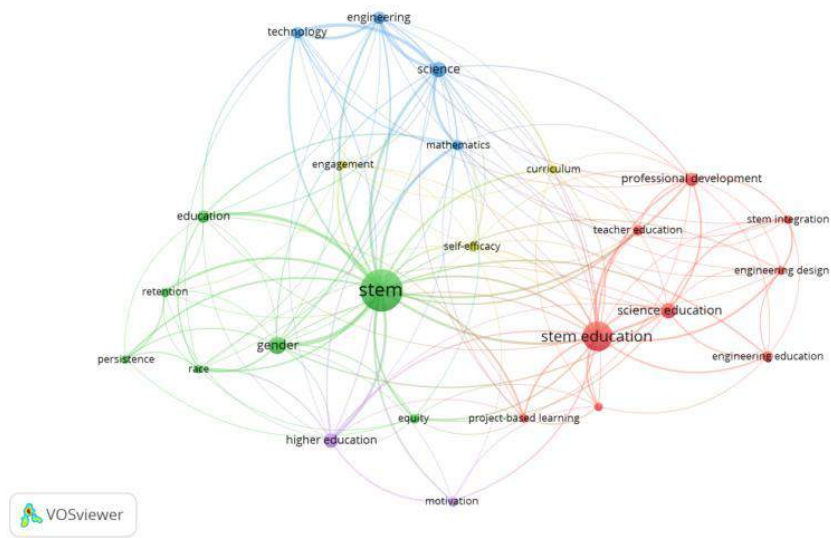 engineering
technology
science
mathematics
engagement
curriculum
professional development
education
stem integration
teacher education
self-efficacy
engineering design
stem
retention
science education
stem education
gender
persistence
engineering education
race
equity
project-based learning
higher education
motivation
VOSviewer